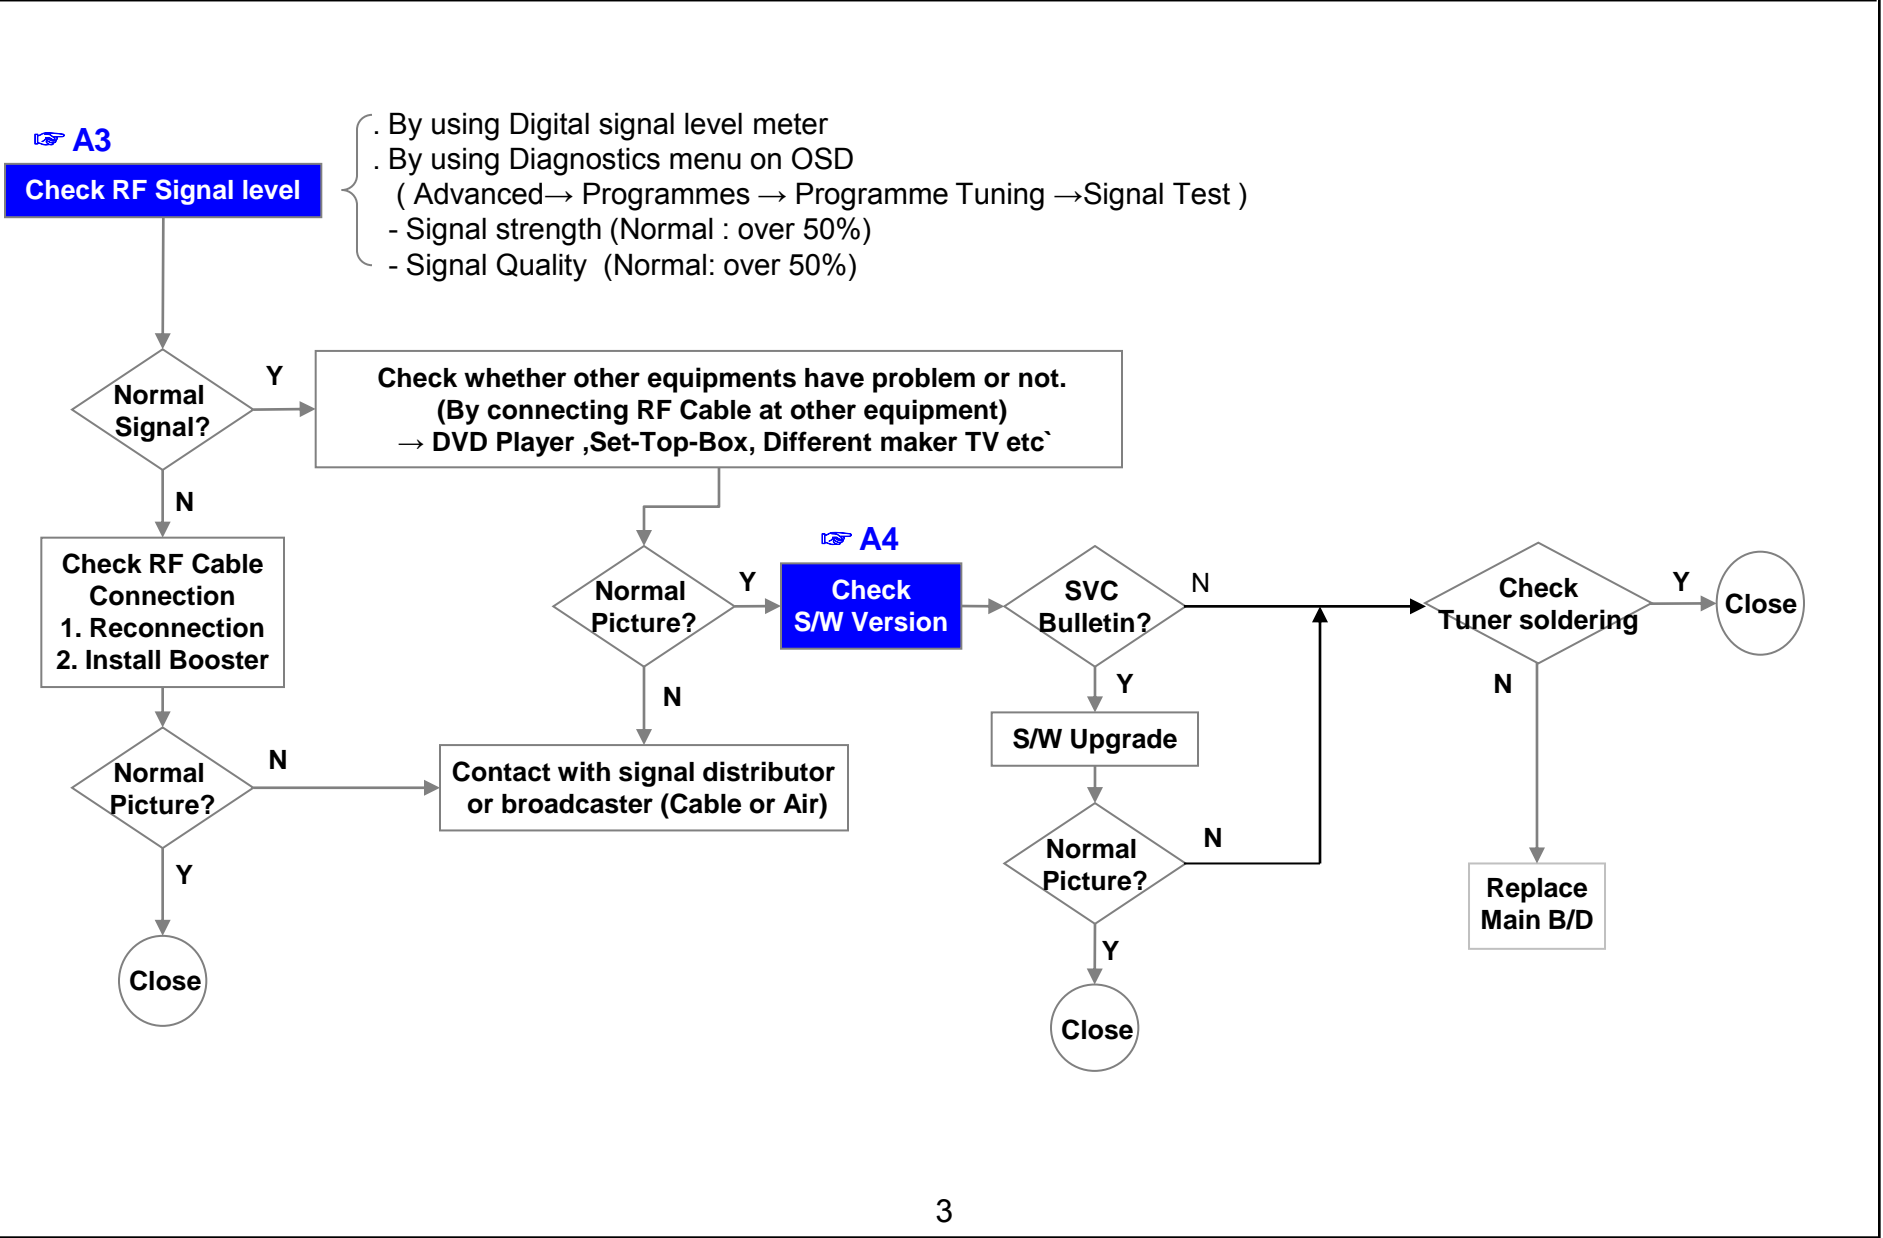 ☞ A3
Check RF Signal level
. By using Digital signal level meter
. By using Diagnostics menu on OSD
( Advanced→ Programmes → Programme Tuning →Signal Test )
- Signal strength (Normal : over 50%)
- Signal Quality (Normal: over 50%)
Normal
Signal?
Y
Check whether other equipments have problem or not.
(By connecting RF Cable at other equipment)
→ DVD Player ,Set-Top-Box, Different maker TV etc`
N
Check RF Cable
Connection
1. Reconnection
2. Install Booster
Normal
Picture?
Y
☞ A4
Check
S/W Version
SVC
Bulletin?
N
Check
Tuner soldering
Y
Close
N
Y
N
S/W Upgrade
Normal
Picture?
N
Contact with signal distributor
or broadcaster (Cable or Air)
Normal
Picture?
N
Replace
Main B/D
Y
Y
Close
Close
3